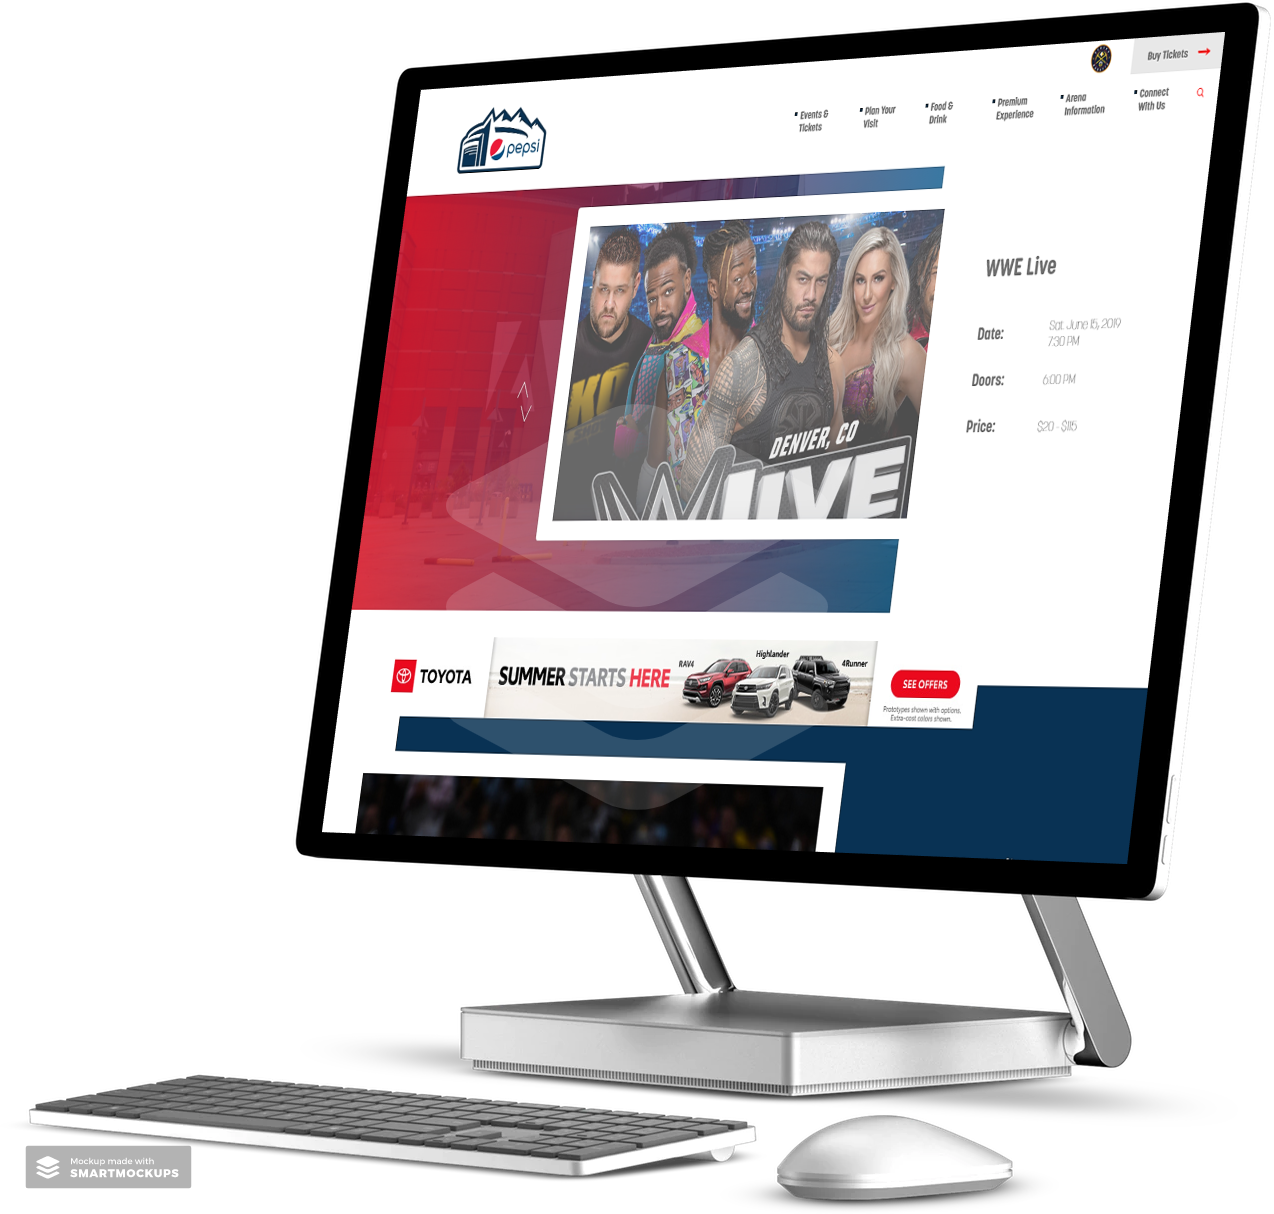 Buy Tickets
Events &
Tickets
Plan Your
Visit
Food &
Drink
Premium
Experience
Arena
Information
Connect
With Us
pepsi
WWE Live
Date:
Sat. June 15, 2019
7:30 PM
Doors:
6:00 PM
Price:
$20 - $115
KO
DENVER, CO
LIVE
TOYOTA
SUMMER STARTS HERE
RAV4
Highlander
4Runner
SEE OFFERS
Prototypes shown with options.
Extra-cost colors shown.
Mockup made with
SMARTMOCKUPS